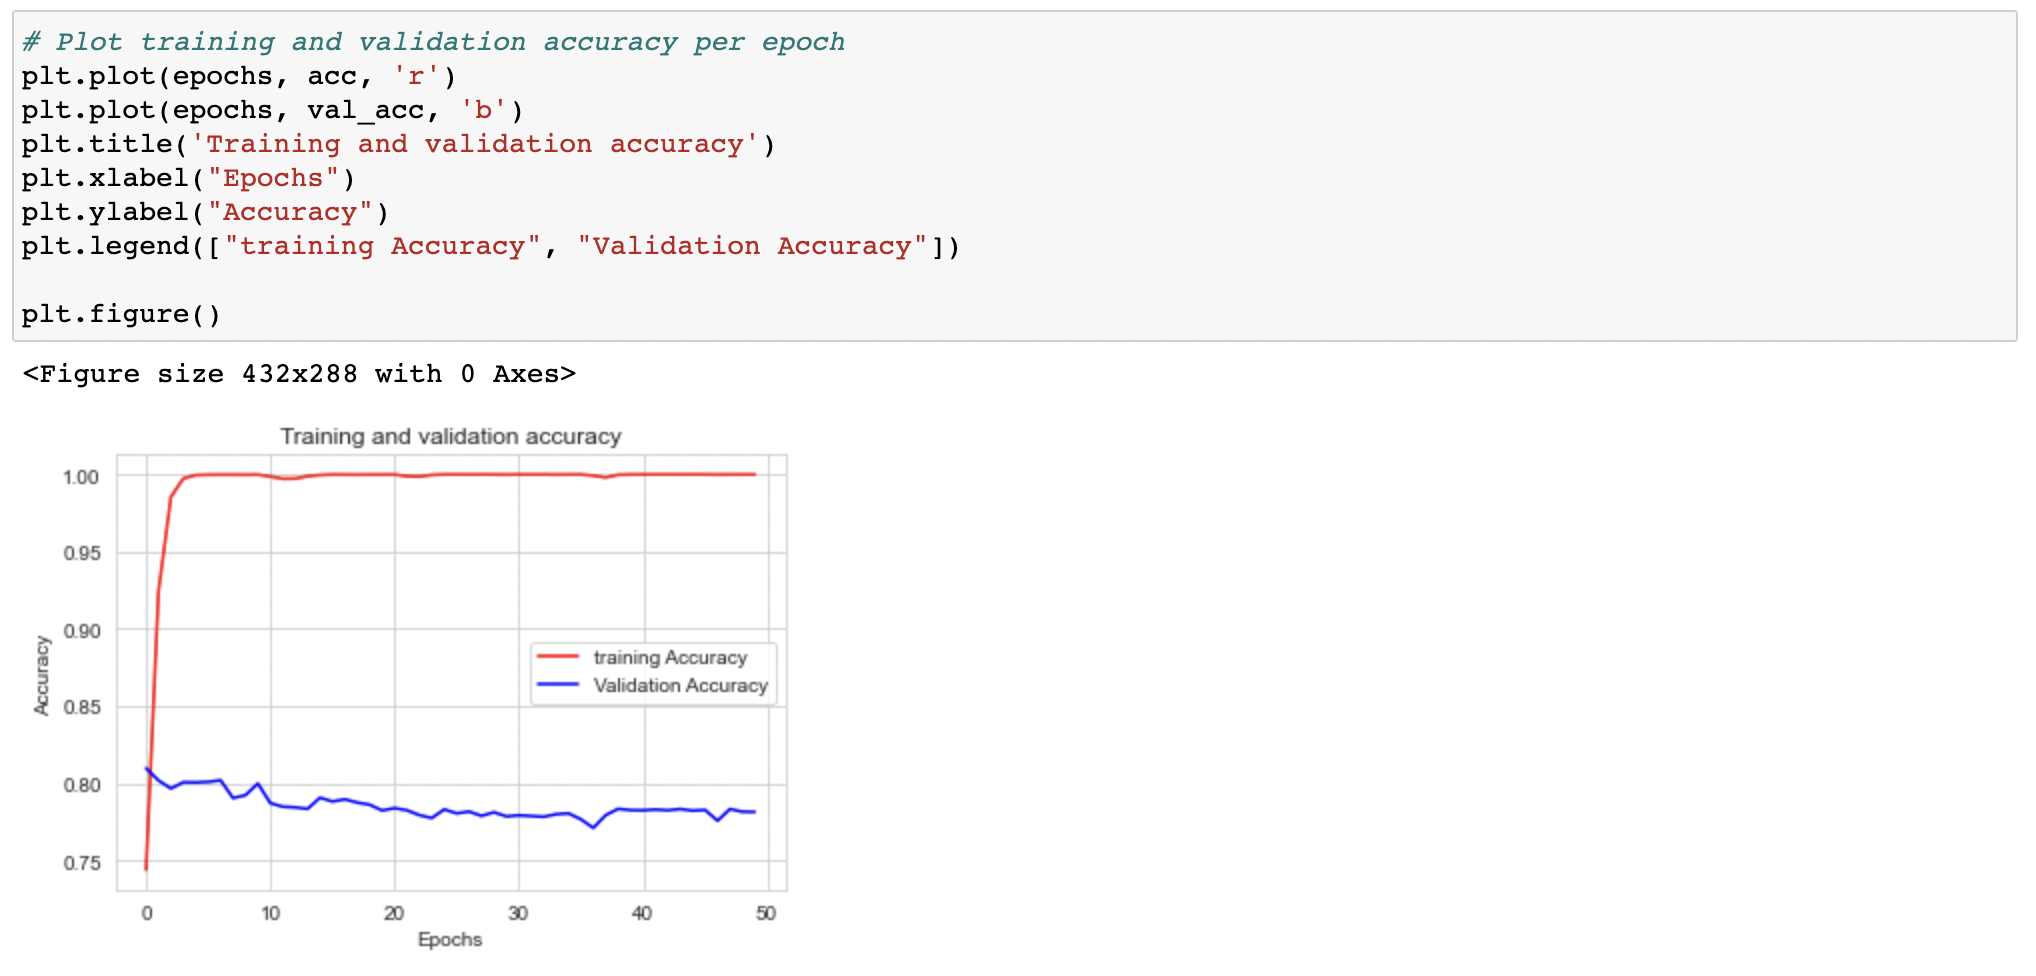 # Plot training and validation accuracy per epoch
plt.plot(epochs, acc, 'r')
plt.plot(epochs, val_acc, 'b')
plt.title('Training and validation accuracy')
plt.xlabel("Epochs")
plt.ylabel("Accuracy")
plt.legend(["training Accuracy", "Validation Accuracy"])
plt.figure()
<Figure size 432x288 with 0 Axes>
Training and validation accuracy
1.00
0.95
0.90
0.85
0.80
0.75
Accuracy
training Accuracy
Validation Accuracy
0 10 20 30 40 50
Epochs